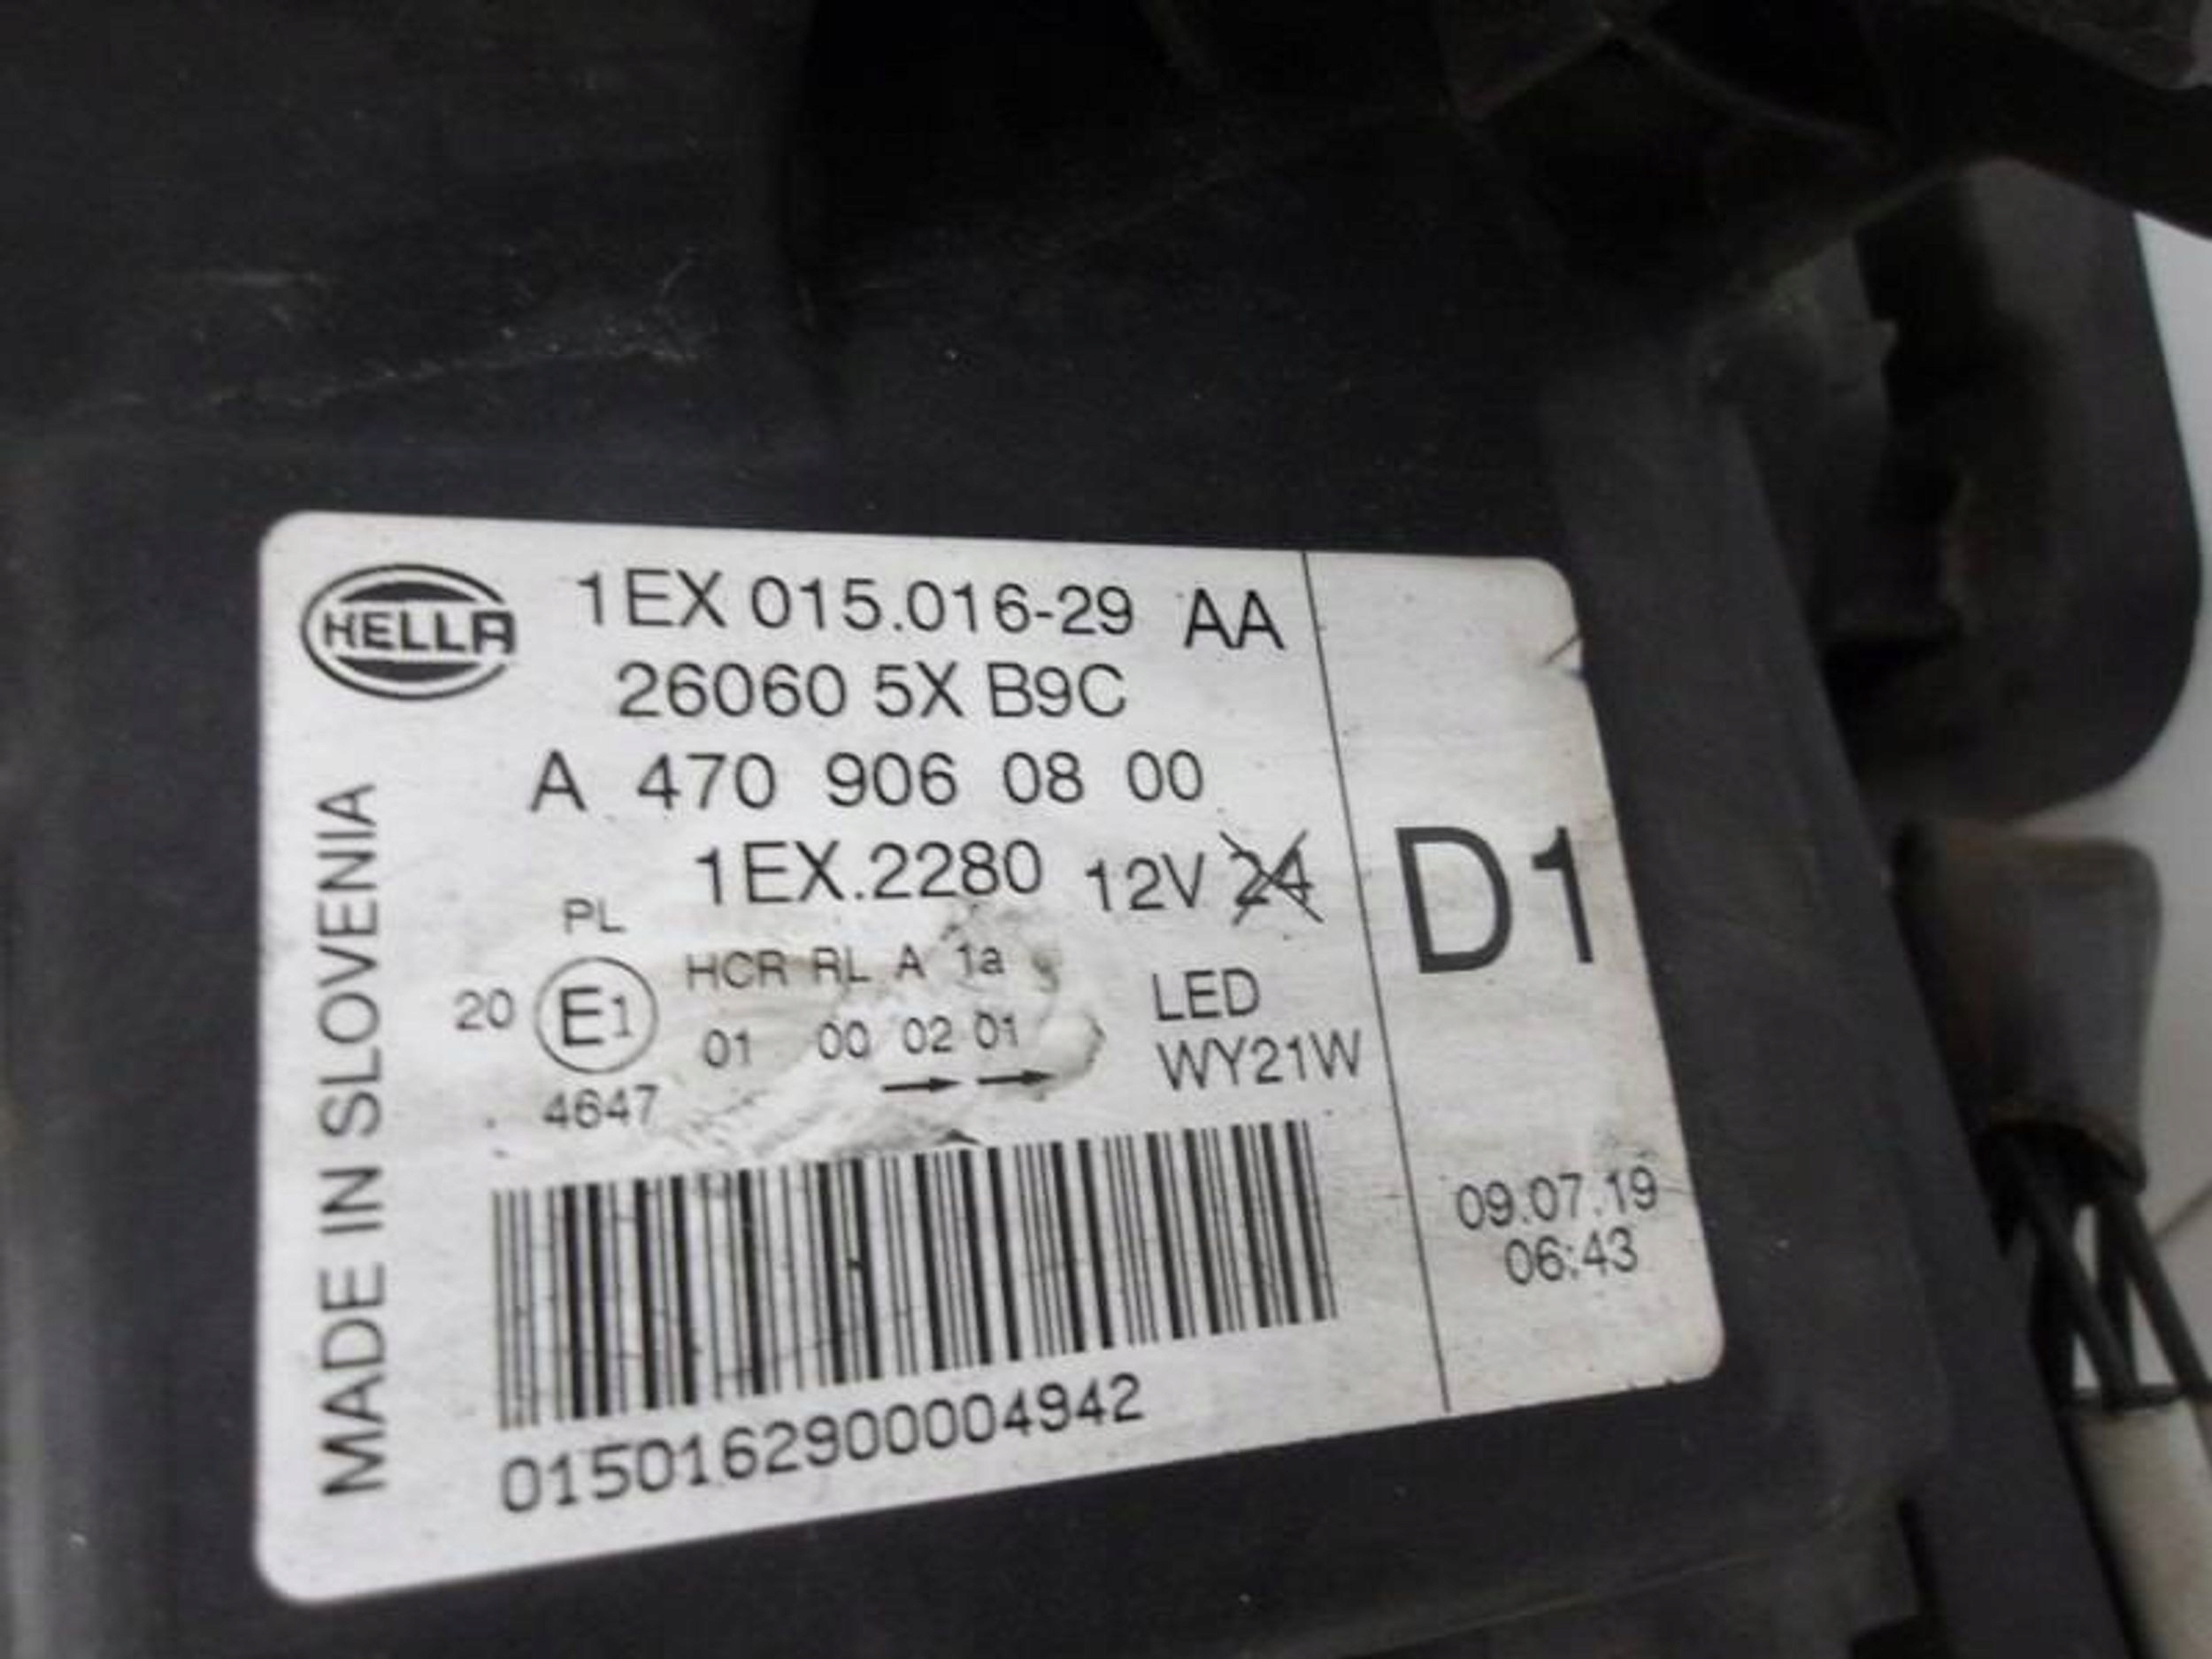 HELLA 1EX 015.016-29 AA
26060 5X B9C
A 470 906 08 00
1EX.2280 12V 24
D1
PL
HCR RL A 1a
20 E1
01 00 02 01
4647
LED
WY21W
MADE IN SLOVENIA
09.07.19
06:43
0150162900004942